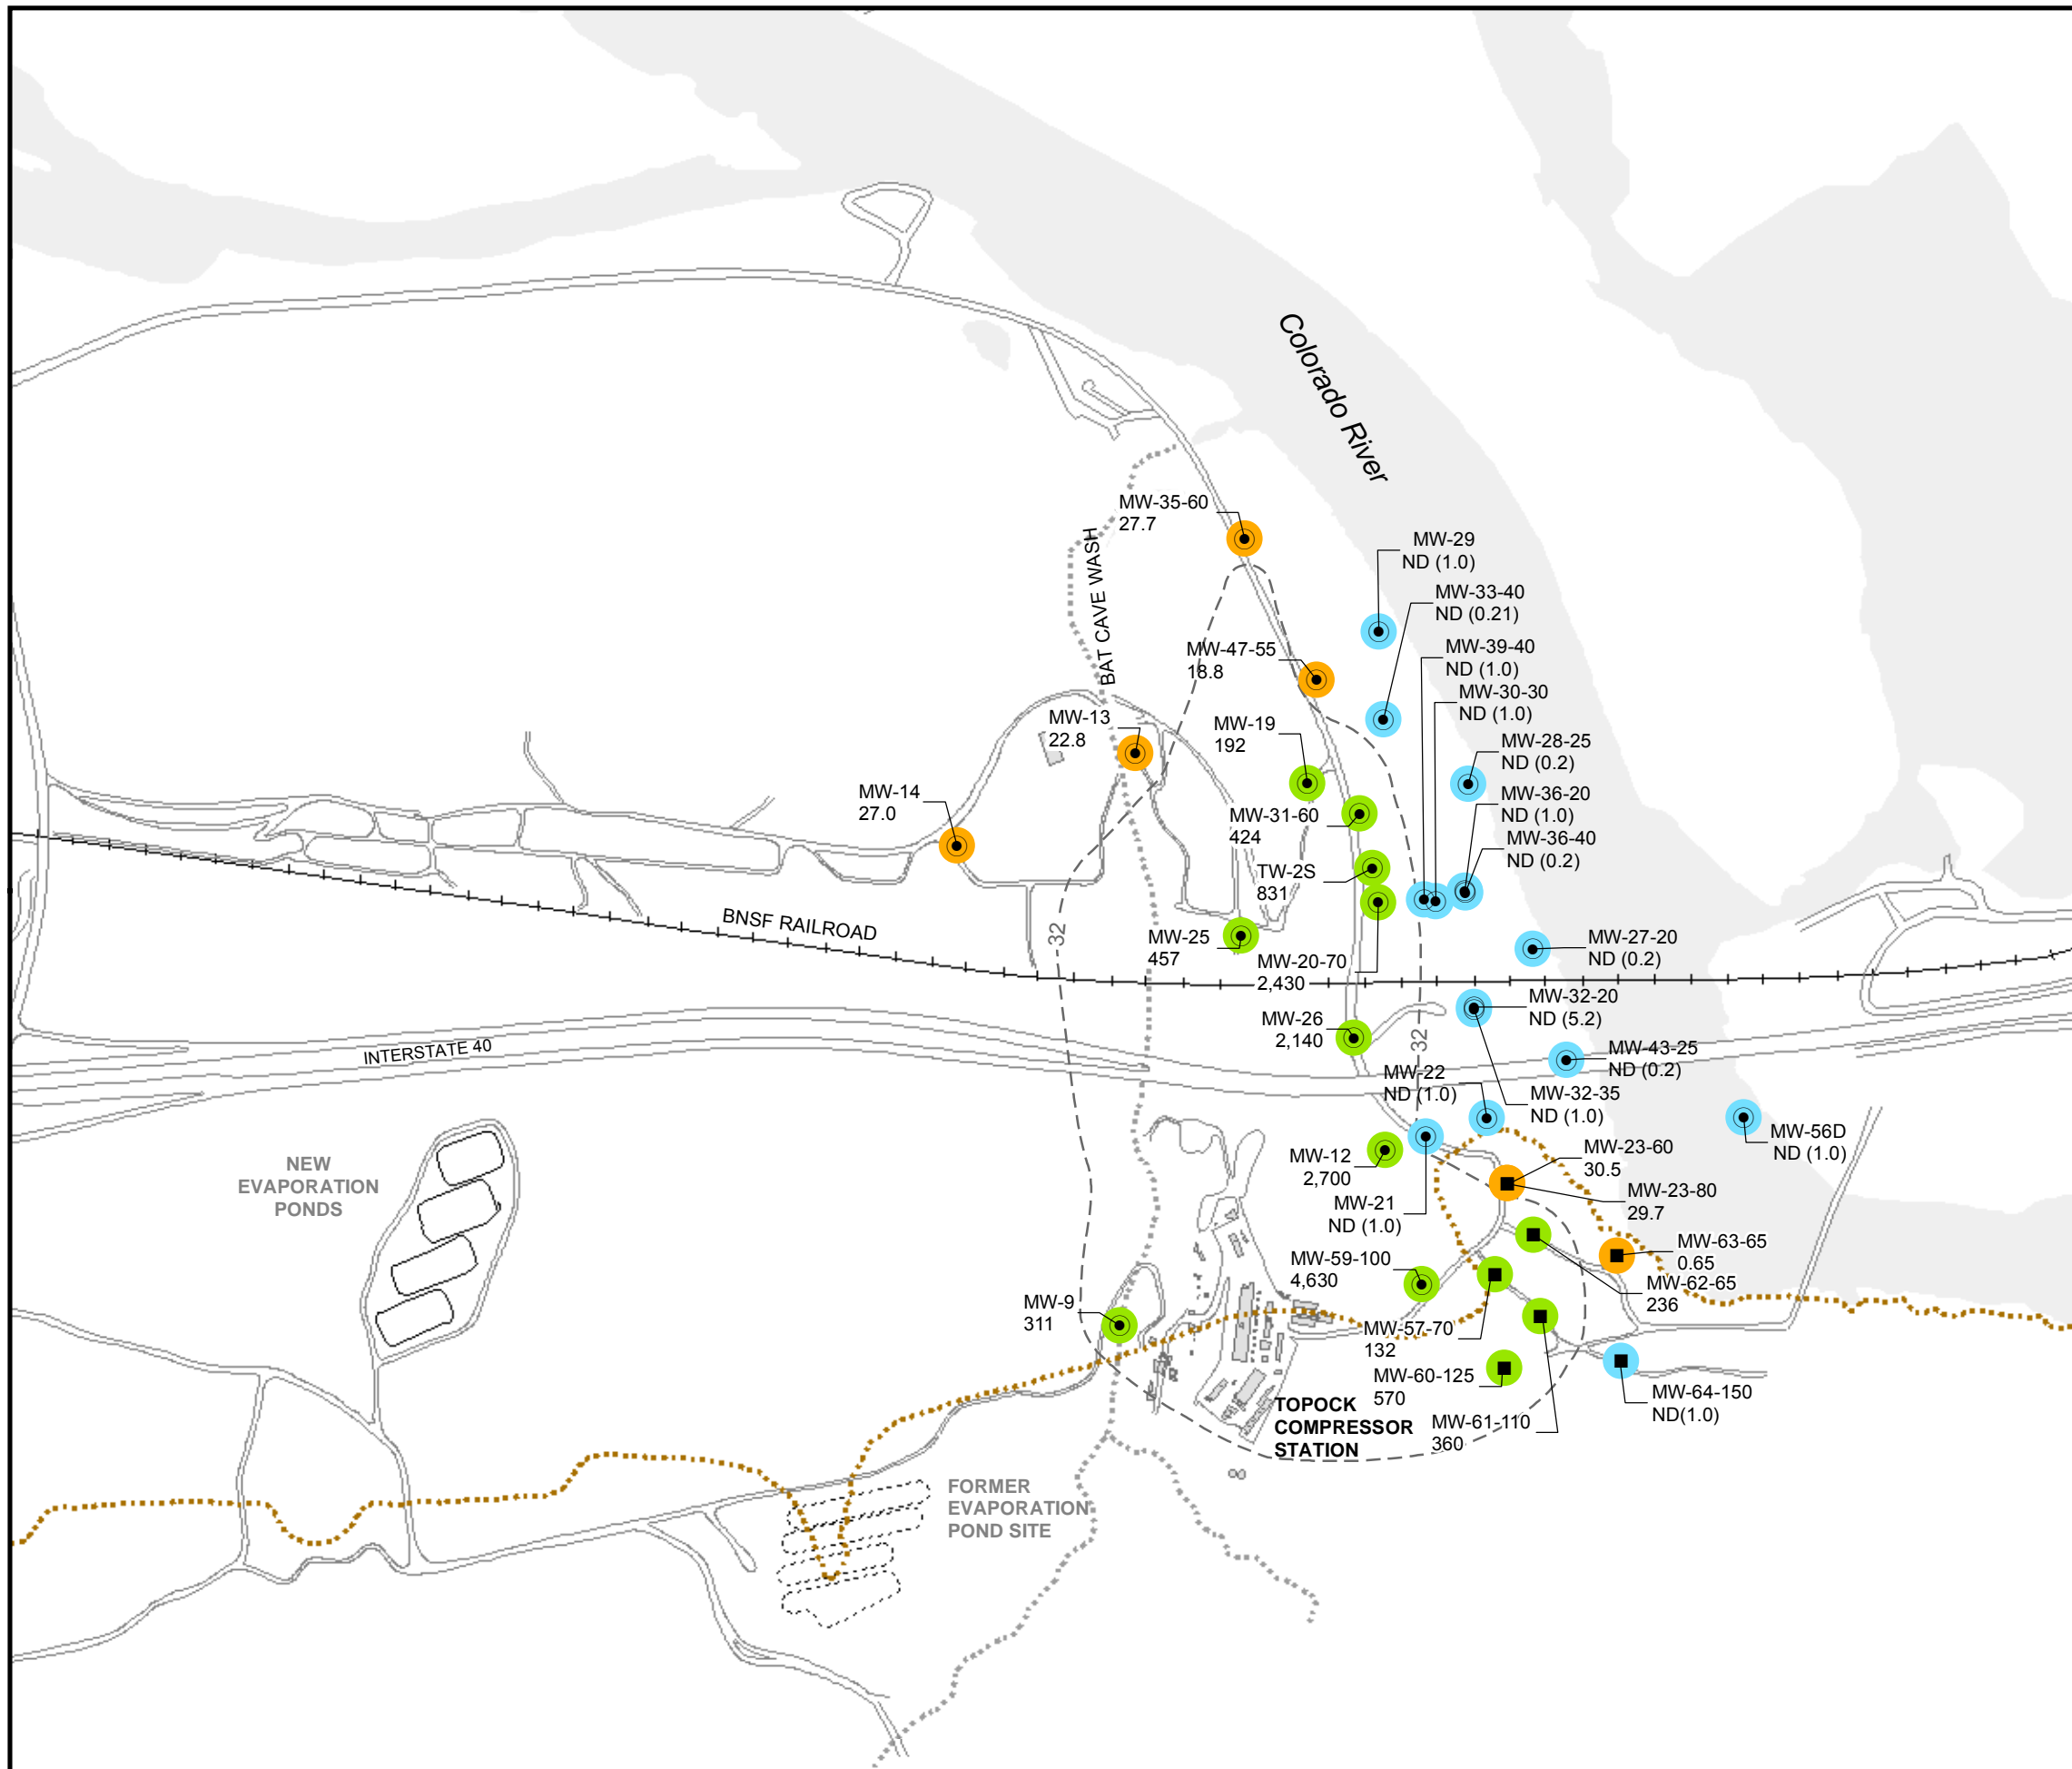 Colorado River
MW-35-60
27.7
BAT CAVE WASH
MW-29
ND (1.0)
MW-33-40
ND (0.21)
MW-47-55
18.8
MW-39-40
ND (1.0)
MW-30-30
ND (1.0)
MW-13
22.8
MW-19
192
MW-28-25
ND (0.2)
MW-14
27.0
MW-31-60
424
MW-36-20
ND (1.0)
MW-36-40
ND (0.2)
TW-2S
831
BNSF RAILROAD
32
MW-25
457
MW-20-70
2,430
MW-27-20
ND (0.2)
MW-26
2,140
32
MW-32-20
ND (5.2)
INTERSTATE 40
MW-43-25
ND (0.2)
MW-22
ND (1.0)
MW-32-35
ND (1.0)
MW-56D
ND (1.0)
NEW
EVAPORATION
PONDS
MW-12
2,700
MW-23-60
30.5
MW-21
ND (1.0)
MW-23-80
29.7
MW-59-100
4,630
MW-63-65
0.65
MW-62-65
236
MW-9
311
MW-57-70
132
MW-60-125
570
MW-64-150
ND(1.0)
TOPOCK
COMPRESSOR
STATION
MW-61-110
360
FORMER
EVAPORATION
POND SITE